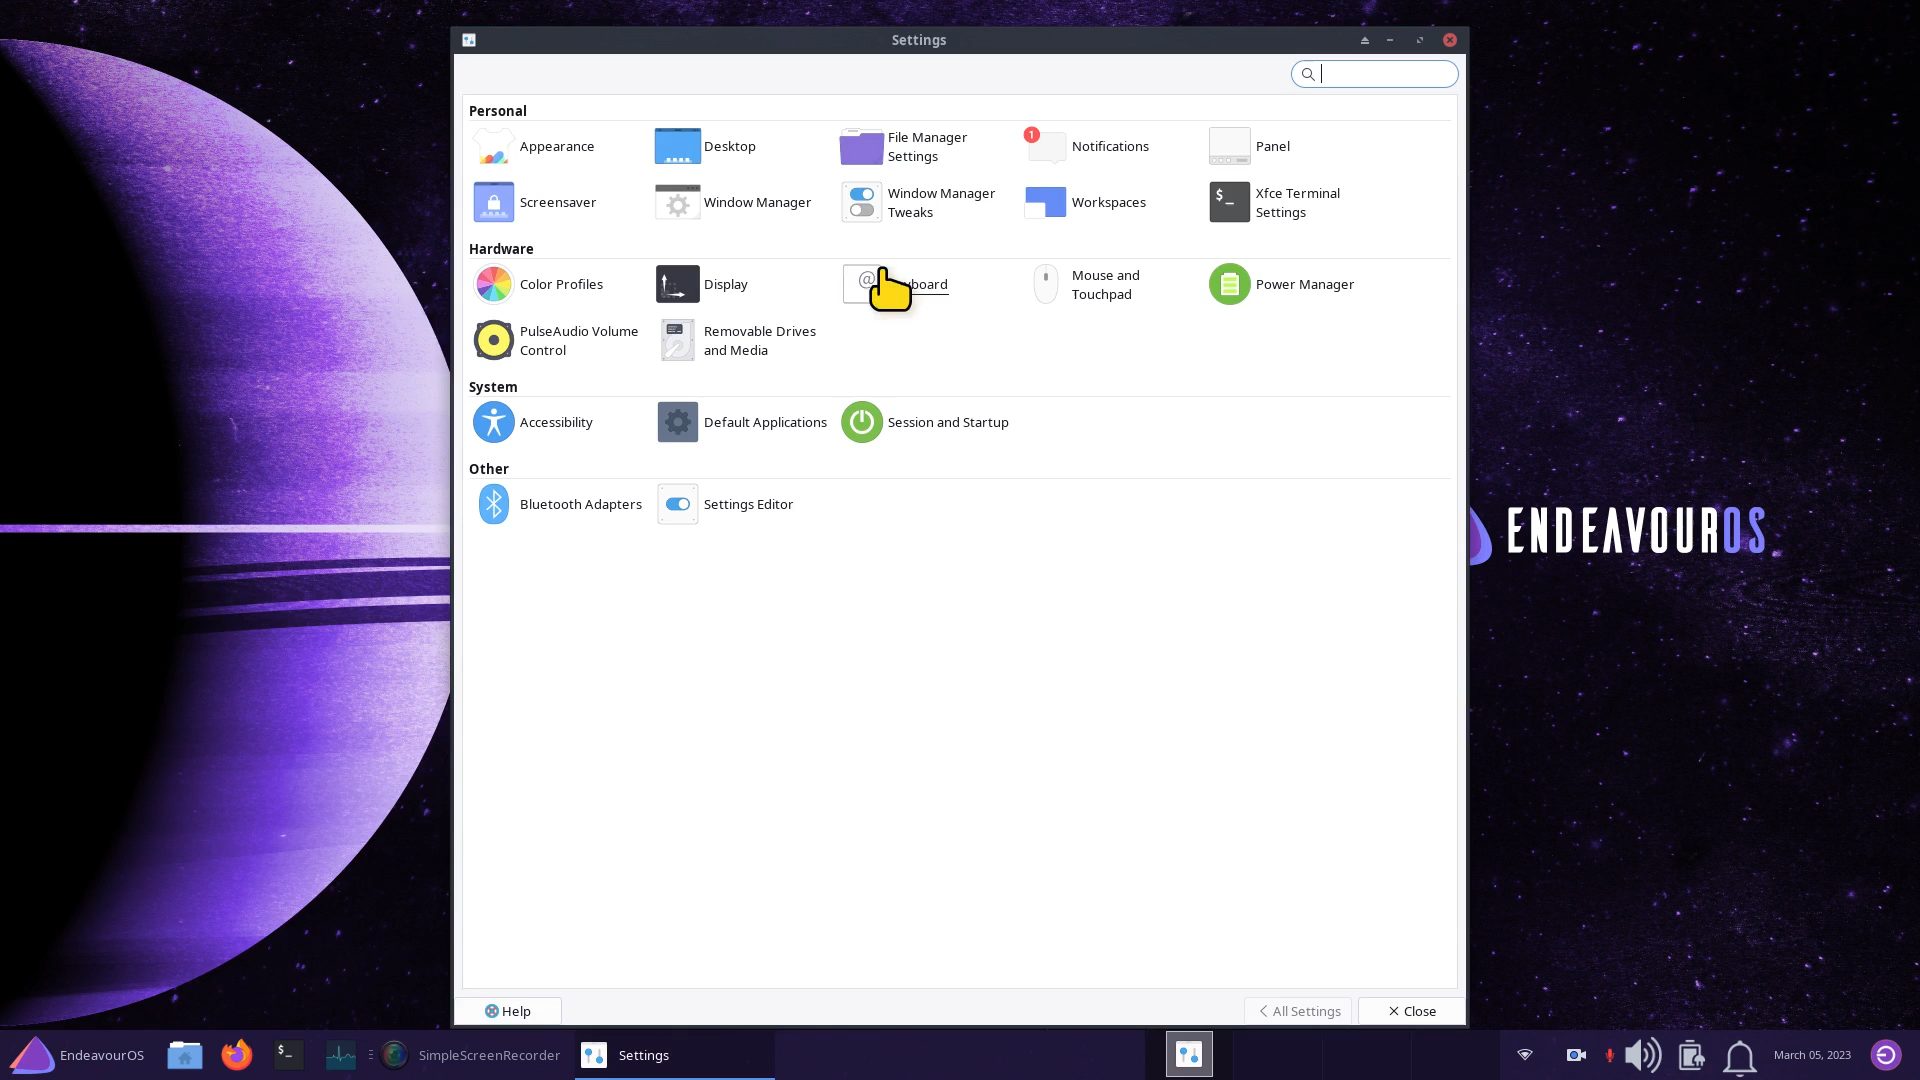 Settings
Personal
Appearance
Desktop
File Manager
Settings
Notifications
1
Panel
Screensaver
Window Manager
Window Manager
Tweaks
Workspaces
$_
Xfce Terminal
Settings
Hardware
Color Profiles
Display
@
board
Mouse and
Touchpad
Power Manager
PulseAudio Volume
Control
Removable Drives
and Media
System
Accessibility
Default Applications
Session and Startup
Other
Bluetooth Adapters
Settings Editor
ENDEAVOUROS
Help
All Settings
Close
EndeavourOS
$_
SimpleScreenRecorder
Settings
March 05, 2023